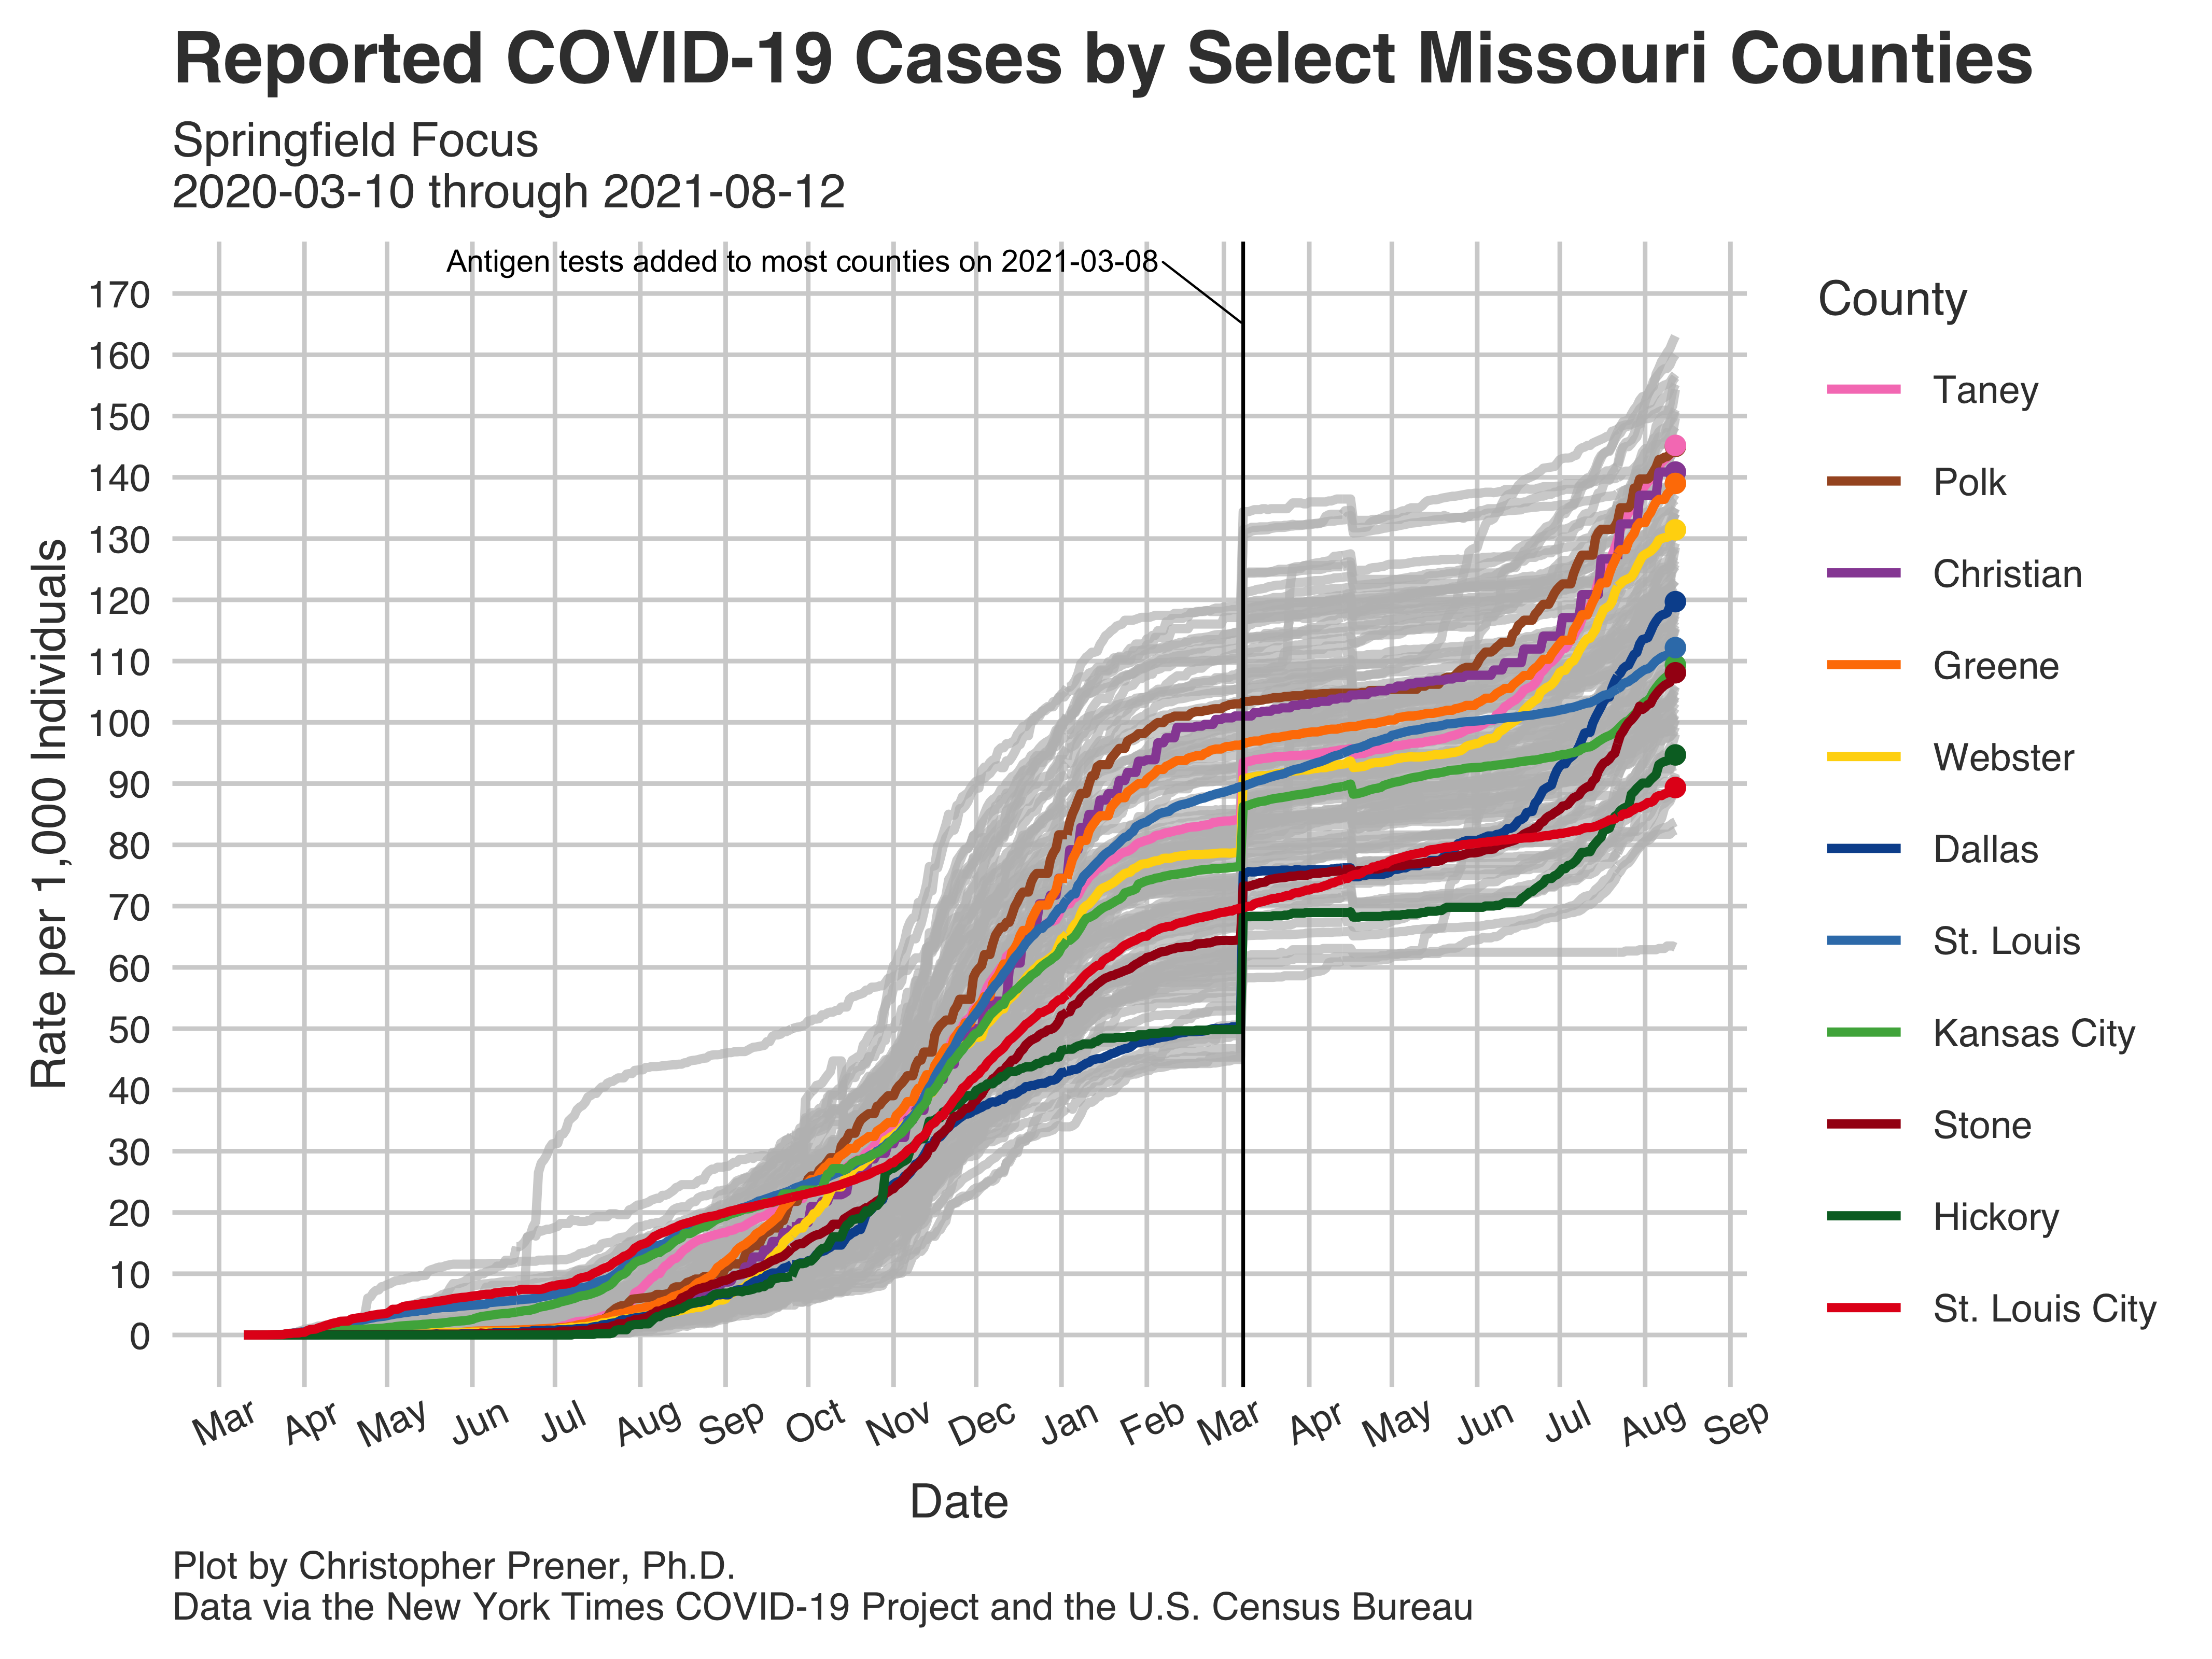 Reported COVID-19 Cases by Select Missouri Counties
Springfield Focus
2020-03-10 through 2021-08-12
Antigen tests added to most counties on 2021-03-08
Rate per 1,000 Individuals
170
160
150
140
130
120
110
100
90
80
70
60
50
40
30
20
10
0
Mar Apr May Jun Jul Aug Sep Oct Nov Dec Jan Feb Mar Apr May Jun Jul Aug Sep
Date
County
Taney
Polk
Christian
Greene
Webster
Dallas
St. Louis
Kansas City
Stone
Hickory
St. Louis City
Plot by Christopher Prener, Ph.D.
Data via the New York Times COVID-19 Project and the U.S. Census Bureau